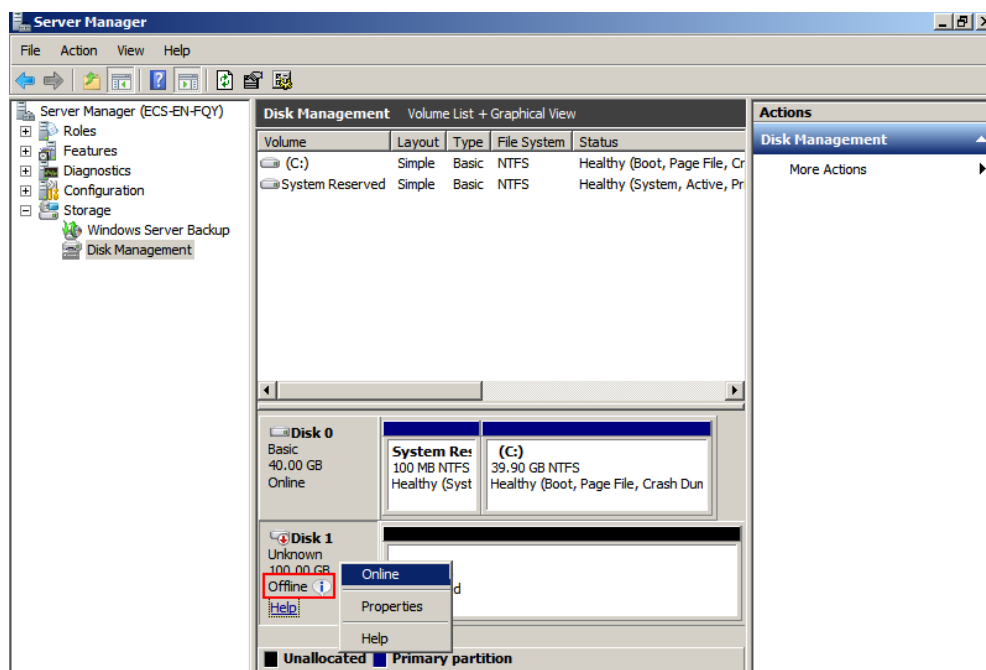 Server Manager
File Action View Help
Server Manager (ECS-EN-FQY)
Roles
Features
Diagnostics
Configuration
Storage
Windows Server Backup
Disk Management
Disk Management Volume List + Graphical View
Volume Layout Type File System Status
(C:) Simple Basic NTFS Healthy (Boot, Page File, Cr
System Reserved Simple Basic NTFS Healthy (System, Active, Pri
Disk 0
Basic
40.00 GB
Online
System Res
100 MB NTFS
Healthy (Syst
(C:)
39.90 GB NTFS
Healthy (Boot, Page File, Crash Dun
Disk 1
Unknown
100.00 GB
Offline
Help
Online
Properties
Help
Unallocated Primary partition
Actions
Disk Management
More Actions